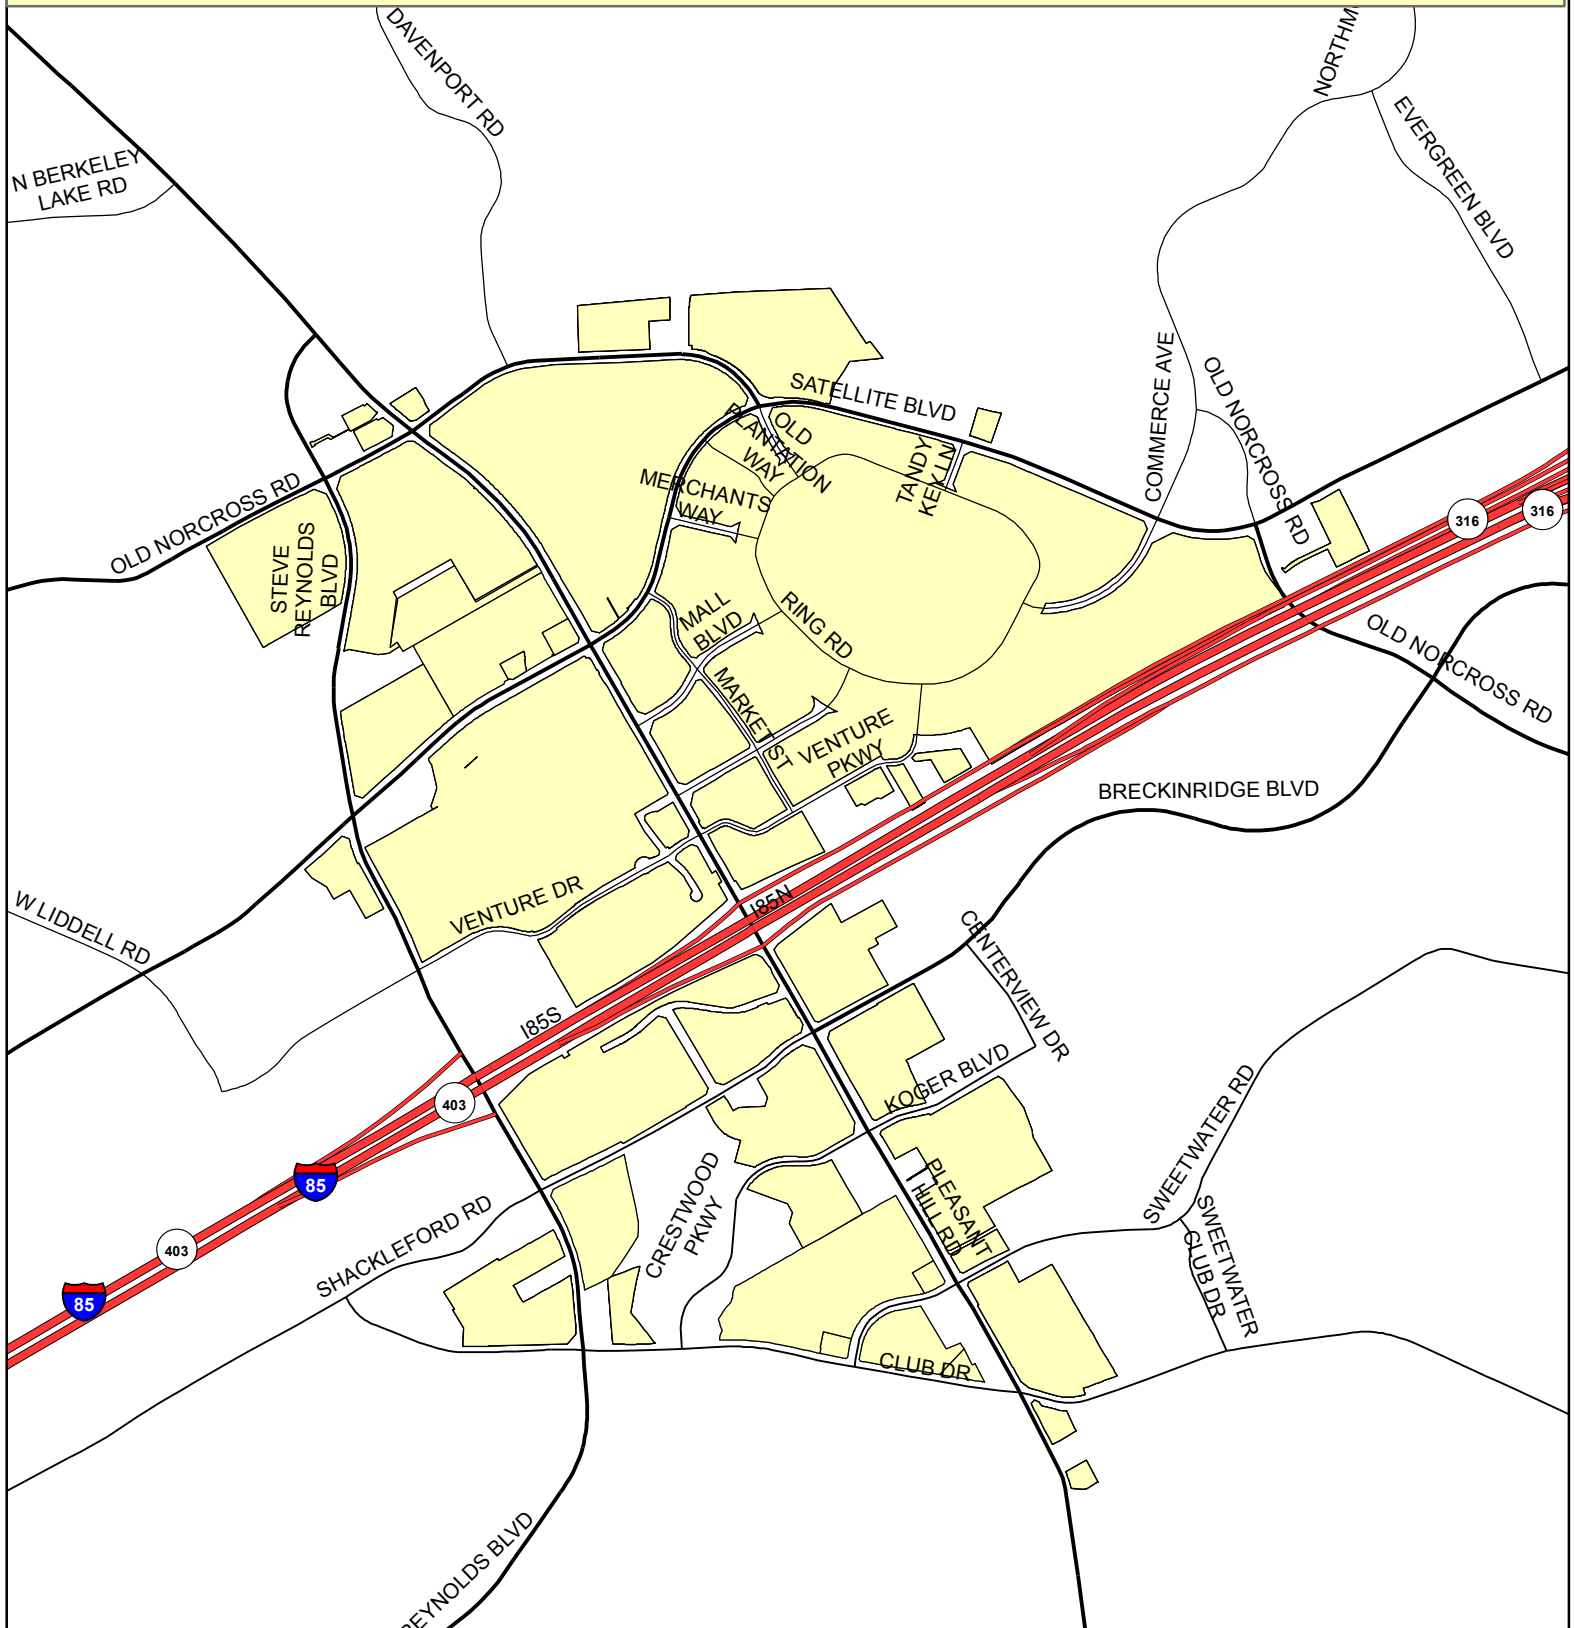 DAVENPORT RD
NORTHM
EVERGREEN BLVD
N BERKELEY
LAKE RD
SATELLITE BLVD
COMMERCE AVE
OLD NORCROSS RD
OLD
PLANTATION
WAY
TANDY
KEY LN
MERCHANTS
WAY
OLD NORCROSS RD
STEVE
REYNOLDS
BLVD
316
316
MALL
BLVD
RING RD
OLD NORCROSS RD
MARKET ST
VENTURE
PKWY
BRECKINRIDGE BLVD
W LIDDELL RD
VENTURE DR
I85N
CENTERVIEW DR
I85S
KOGER BLVD
403
SWEETWATER RD
85
PLEASANT
HILL RD
CRESTWOOD
PKWY
SHACKLEFORD RD
SWEETWATER
CLUB DR
403
85
CLUB DR
REYNOLDS BLVD